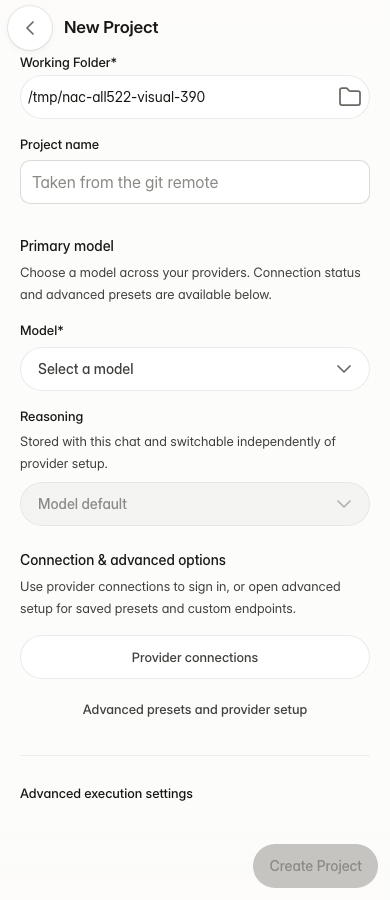 New Project
Working Folder*
/tmp/nac-all522-visual-390
Project name
Taken from the git remote
Primary model
Choose a model across your providers. Connection status
and advanced presets are available below.
Model*
Select a model
Reasoning
Stored with this chat and switchable independently of
provider setup.
Model default
Connection & advanced options
Use provider connections to sign in, or open advanced
setup for saved presets and custom endpoints.
Provider connections
Advanced presets and provider setup
Advanced execution settings
Create Project